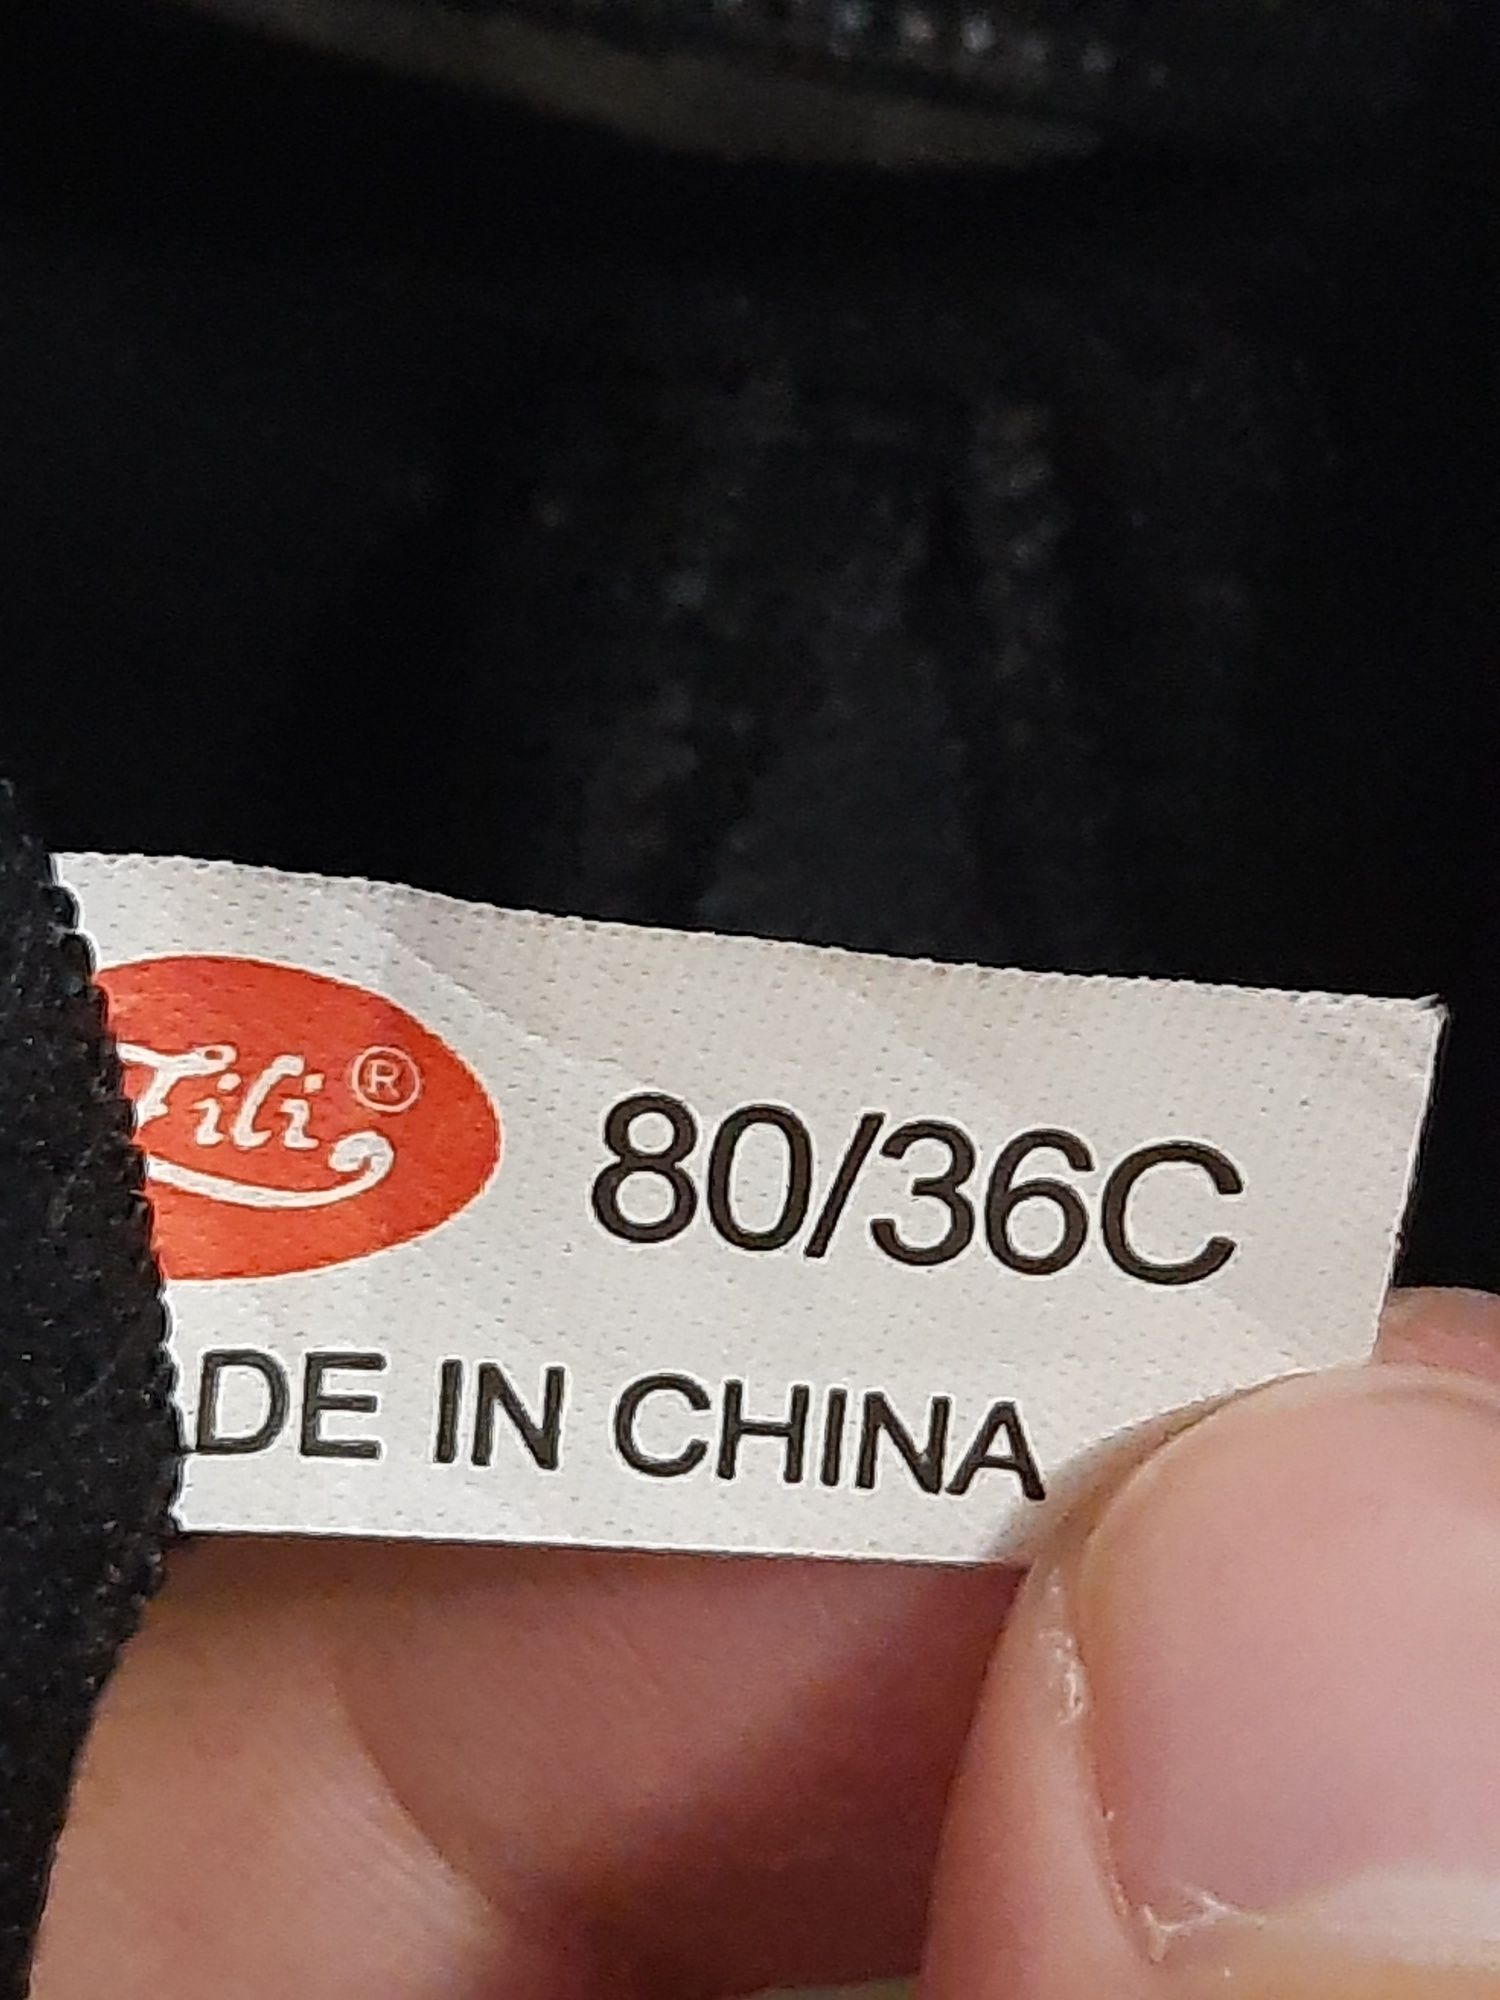 Tili®
80/36C
DE IN CHINA